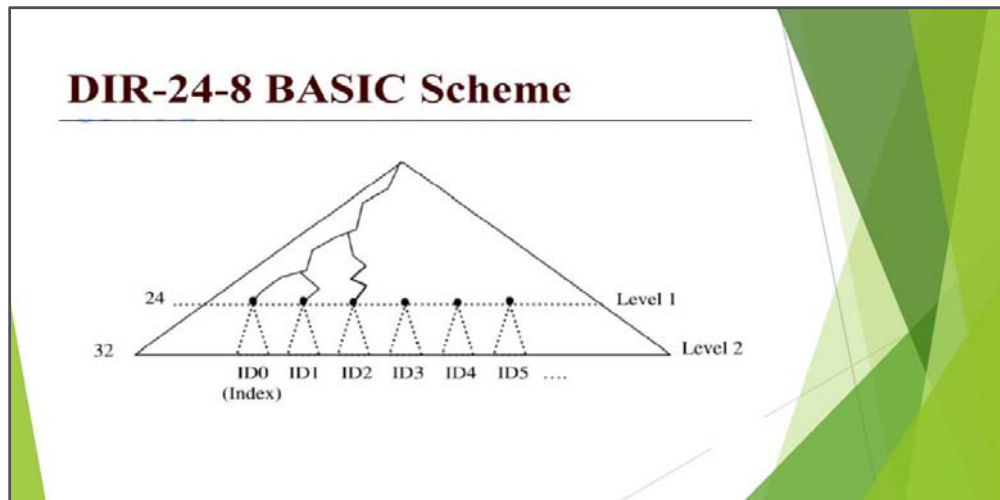 DIR-24-8 BASIC Scheme
24
Level 1
32
Level 2
ID0 ID1 ID2 ID3 ID4 ID5 ....
(Index)